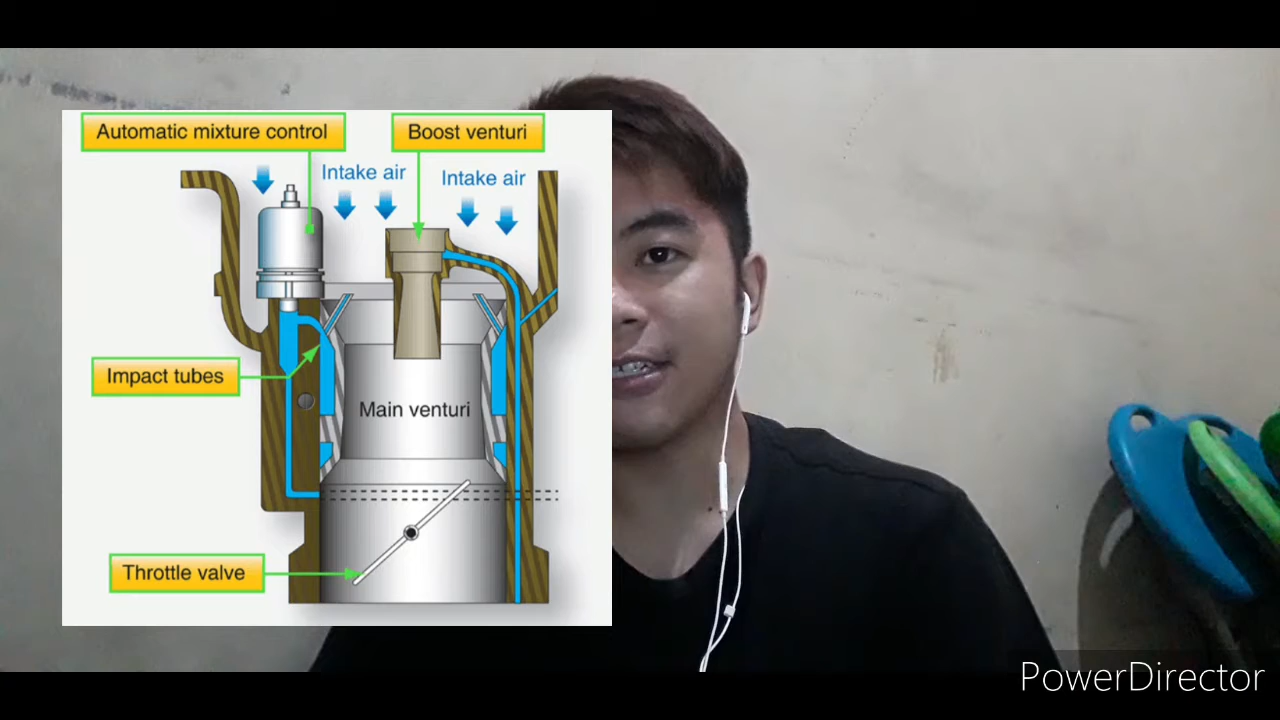 Automatic mixture control
Boost venturi
Intake air
Intake air
Impact tubes
Main venturi
Throttle valve
PowerDirector